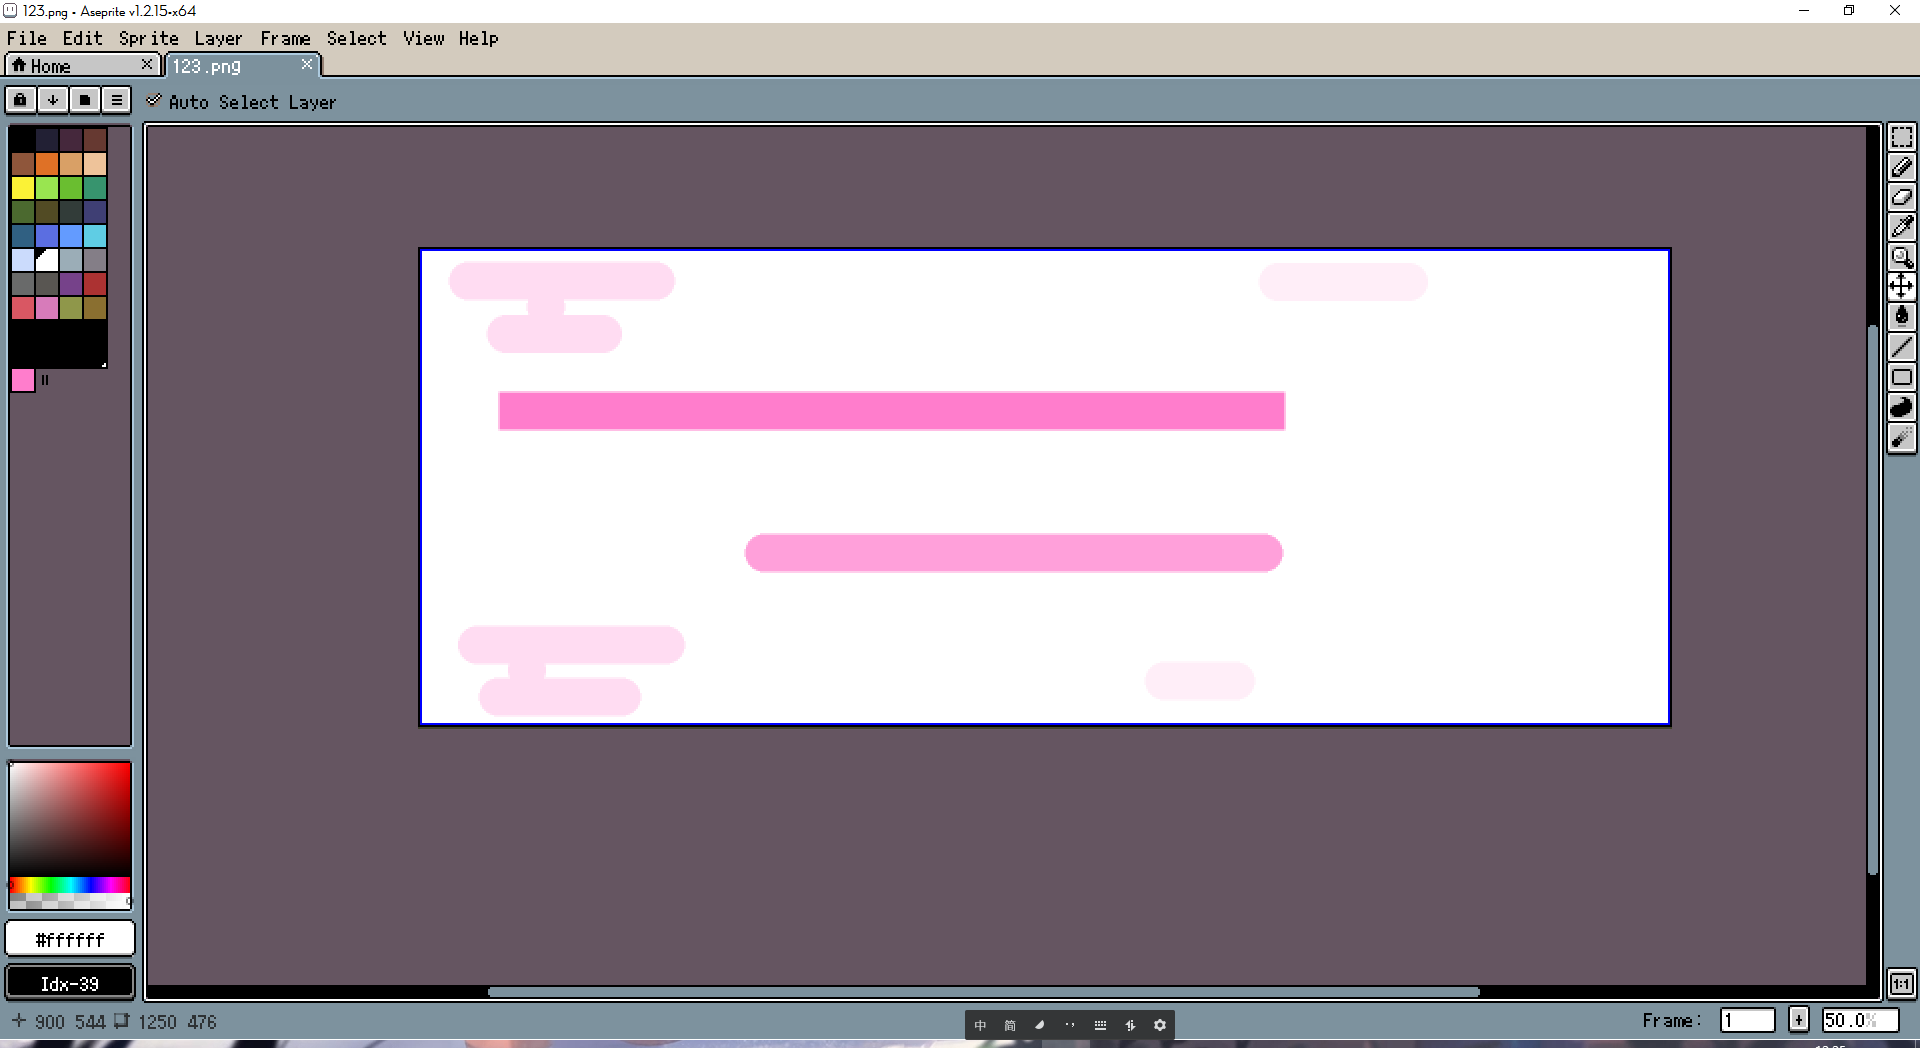 123.png - Aseprite v1.2.15-x64
File Edit Sprite Layer Frame Select View Help
Home 123.png
Auto Select Layer
#ffffff
Idx-39
900 544 1250 476
中 简
Frame: 1 + 50.0%
1:1